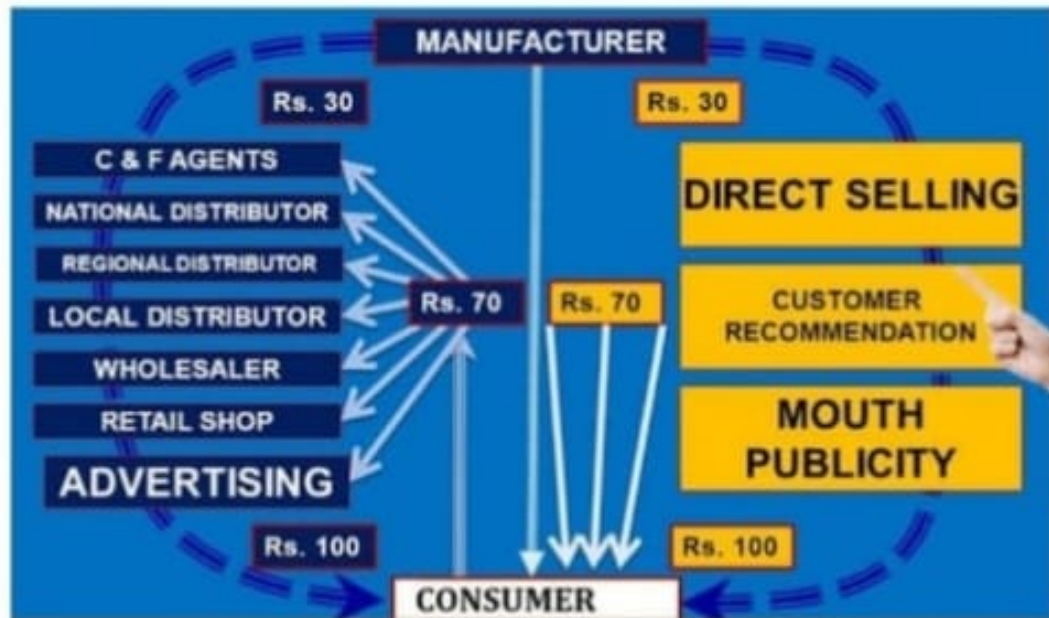 MANUFACTURER
Rs. 30
Rs. 30
C & F AGENTS
NATIONAL DISTRIBUTOR
REGIONAL DISTRIBUTOR
LOCAL DISTRIBUTOR
WHOLESALER
RETAIL SHOP
ADVERTISING
Rs. 70
Rs. 70
DIRECT SELLING
CUSTOMER
RECOMMENDATION
MOUTH
PUBLICITY
Rs. 100
Rs. 100
CONSUMER